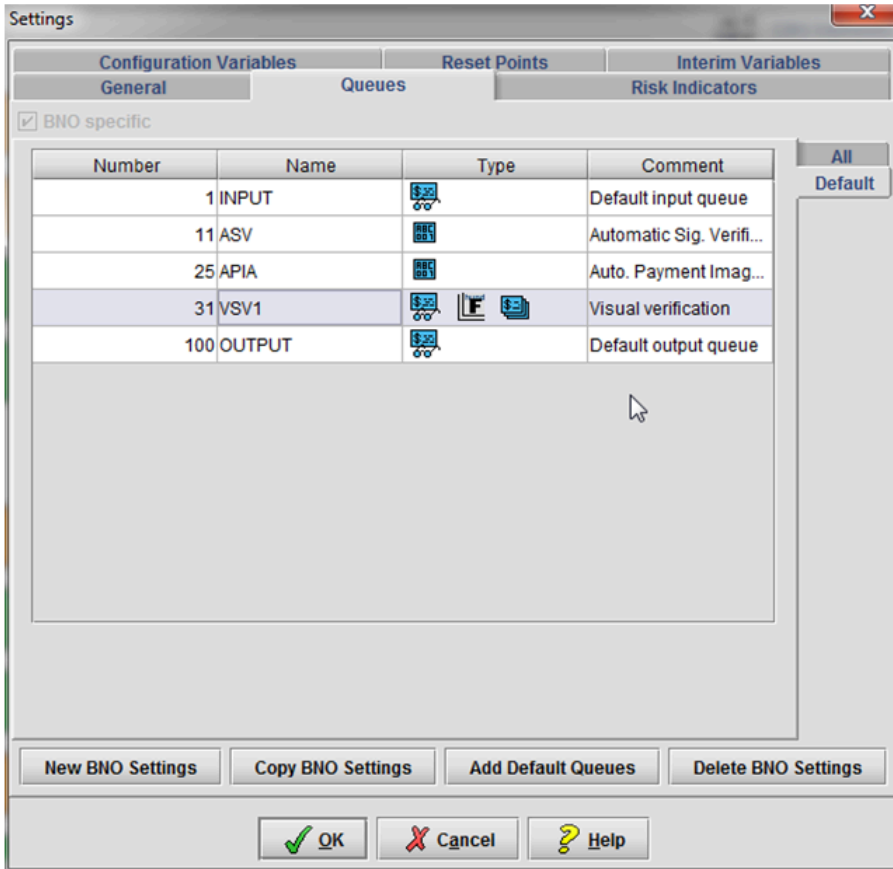 Settings
Configuration Variables Reset Points Interim Variables
General Queues Risk Indicators
BNO specific
All
Default
Number Name Type Comment
1 INPUT Default input queue
11 ASV Automatic Sig. Verifi...
25 APIA Auto. Payment Imag...
31 VSV1 Visual verification
100 OUTPUT Default output queue
New BNO Settings Copy BNO Settings Add Default Queues Delete BNO Settings
OK Cancel Help